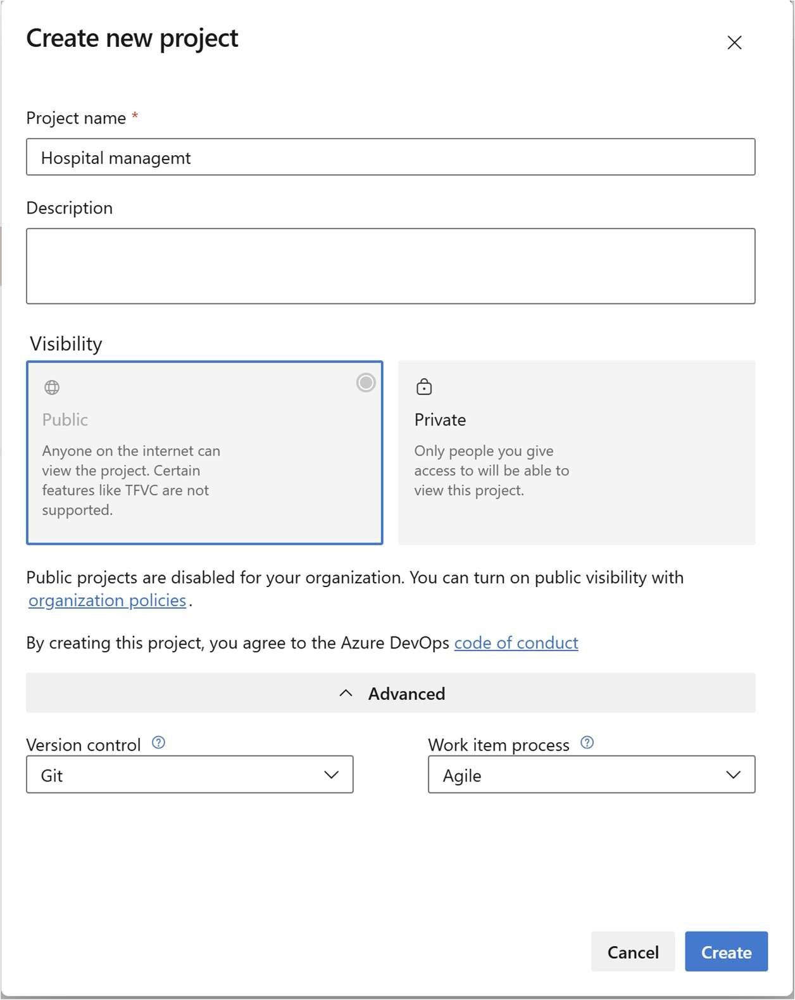 Create new project
Project name *
Hospital managemt
Description
Visibility
Public
Anyone on the internet can
view the project. Certain
features like TFVC are not
supported.
Private
Only people you give
access to will be able to
view this project.
Public projects are disabled for your organization. You can turn on public visibility with
organization policies.
By creating this project, you agree to the Azure DevOps code of conduct
Advanced
Version control ?
Git
Work item process ?
Agile
Cancel
Create